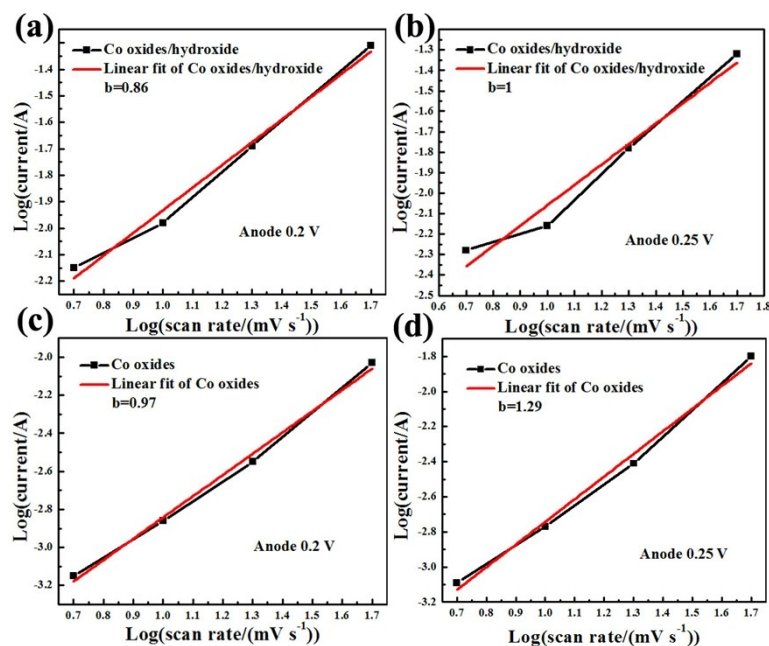 (a)
Co oxides/hydroxide
Linear fit of Co oxides/hydroxide
b=0.86
Anode 0.2 V
Log(current/A)
-1.4
-1.5
-1.6
-1.7
-1.8
-1.9
-2.0
-2.1
-2.2
0.7 0.8 0.9 1.0 1.1 1.2 1.3 1.4 1.5 1.6 1.7
Log(scan rate/(mV s⁻¹))
(b)
Co oxides/hydroxide
Linear fit of Co oxides/hydroxide
b=1
Anode 0.25 V
Log(current/A)
-1.3
-1.4
-1.5
-1.6
-1.7
-1.8
-1.9
-2.0
-2.1
-2.2
-2.3
-2.4
-2.5
0.6 0.7 0.8 0.9 1.0 1.1 1.2 1.3 1.4 1.5 1.6 1.7 1.8
Log(scan rate/(mV s⁻¹))
(c)
Co oxides
Linear fit of Co oxides
b=0.97
Anode 0.2 V
Log(current/A)
-2.0
-2.2
-2.4
-2.6
-2.8
-3.0
-3.2
0.7 0.8 0.9 1.0 1.1 1.2 1.3 1.4 1.5 1.6 1.7
Log(scan rate/(mV s⁻¹))
(d)
Co oxides
Linear fit of Co oxides
b=1.29
Anode 0.25 V
Log(current/A)
-1.8
-2.0
-2.2
-2.4
-2.6
-2.8
-3.0
-3.2
0.7 0.8 0.9 1.0 1.1 1.2 1.3 1.4 1.5 1.6 1.7
Log(scan rate/(mV s⁻¹))